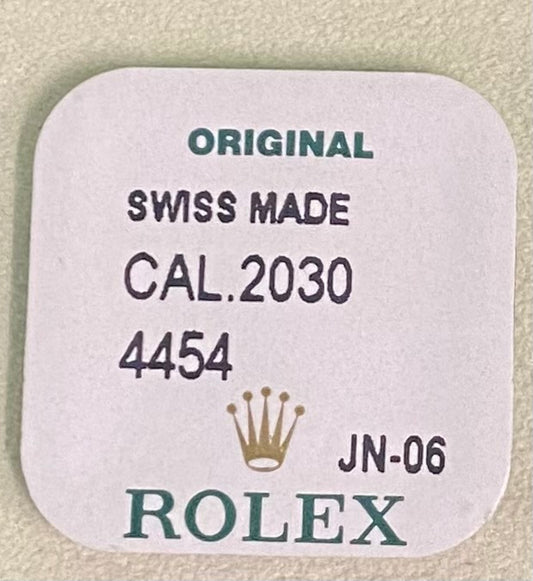 ORIGINAL
SWISS MADE
CAL.2030
4454
JN-06
ROLEX